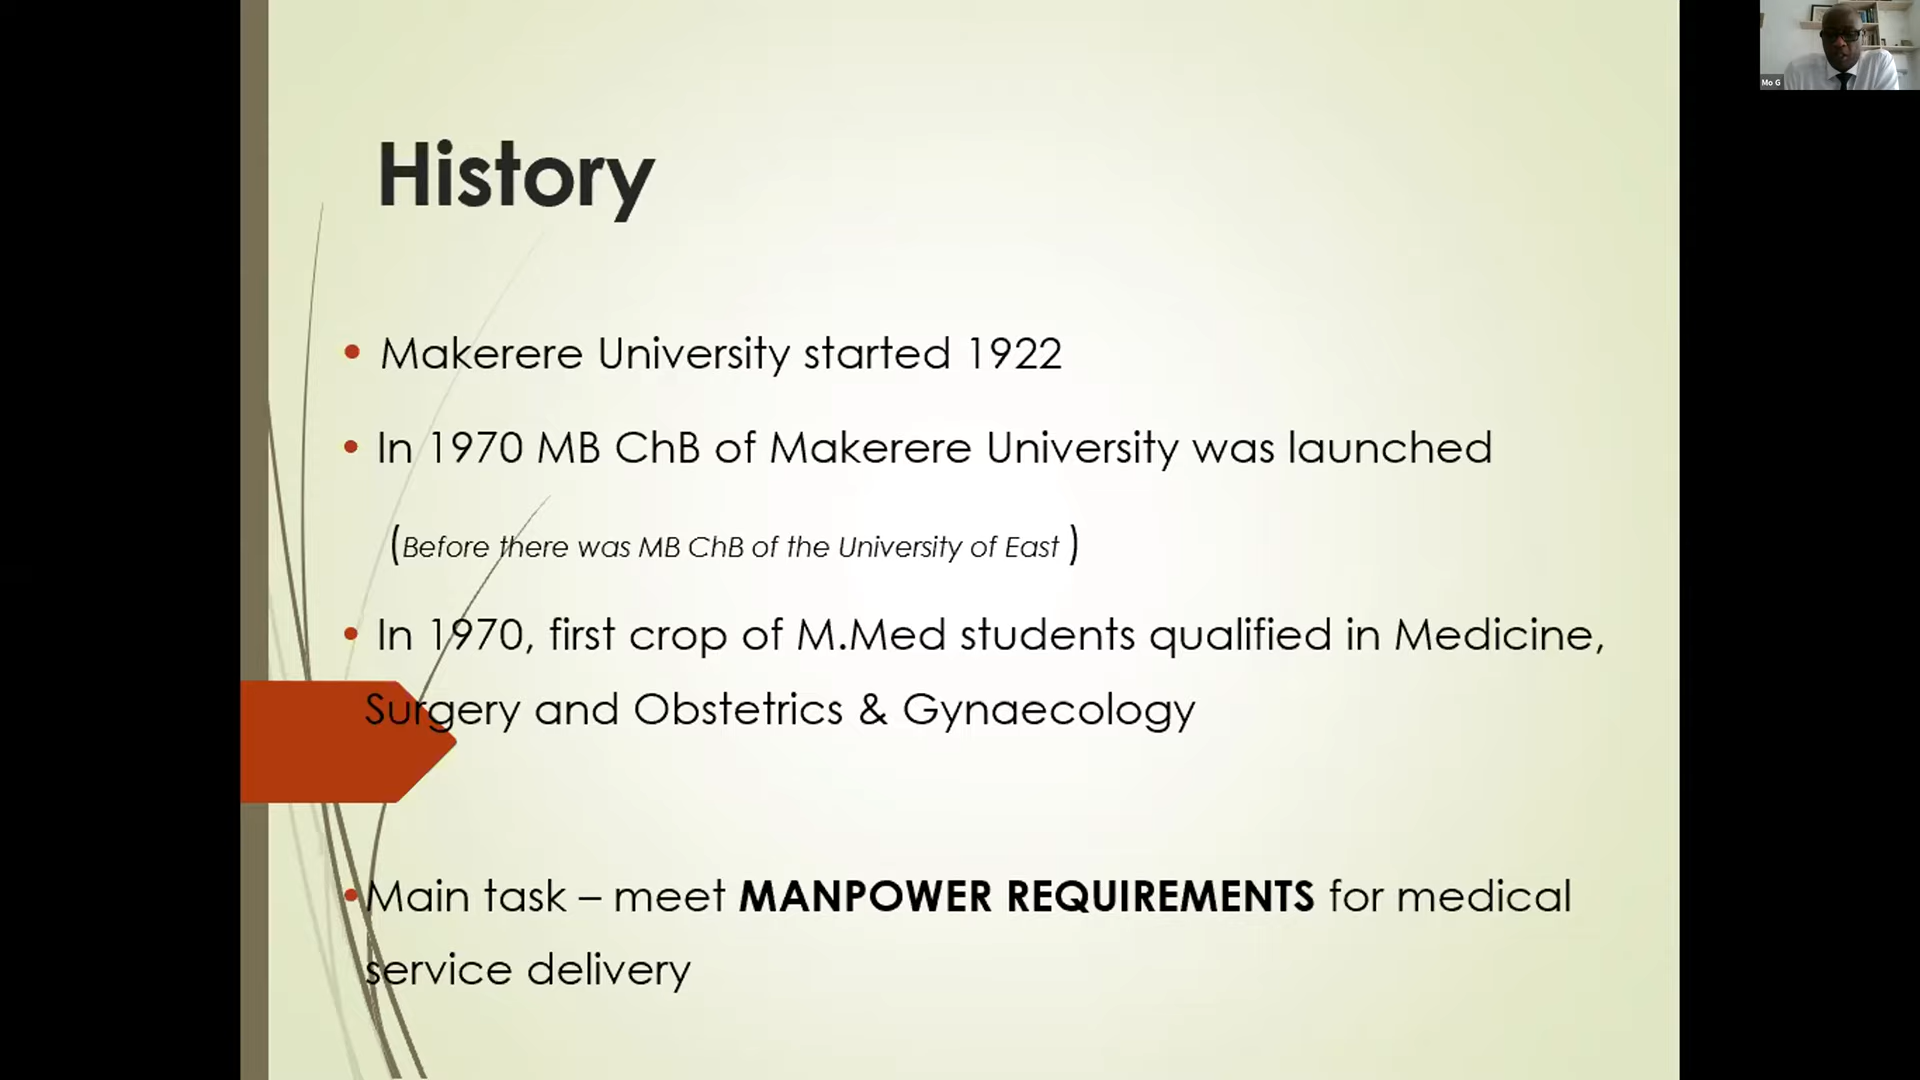 Mo G
History
• Makerere University started 1922
• In 1970 MB ChB of Makerere University was launched
(Before there was MB ChB of the University of East )
• In 1970, first crop of M.Med students qualified in Medicine,
Surgery and Obstetrics & Gynaecology
• Main task – meet MANPOWER REQUIREMENTS for medical
service delivery